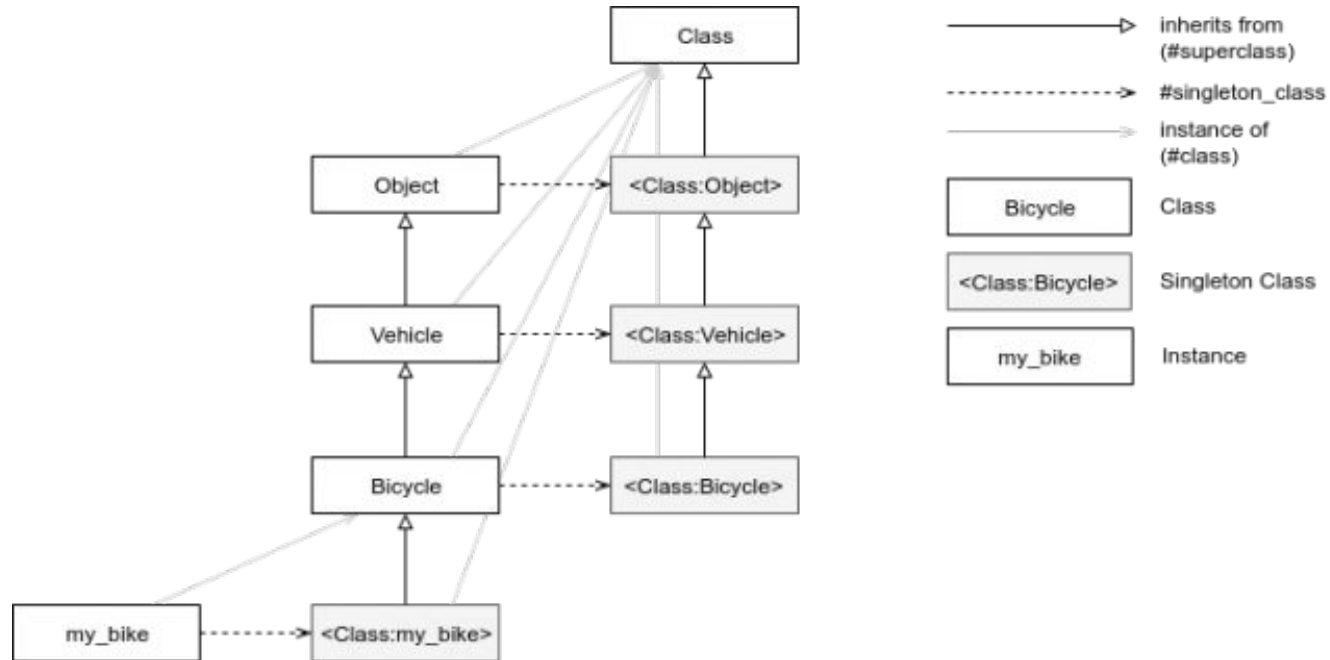 Class
Object
<Class:Object>
Vehicle
<Class:Vehicle>
Bicycle
<Class:Bicycle>
my_bike
<Class:my_bike>
inherits from
(#superclass)
#singleton_class
instance of
(#class)
Bicycle
Class
<Class:Bicycle>
Singleton Class
my_bike
Instance